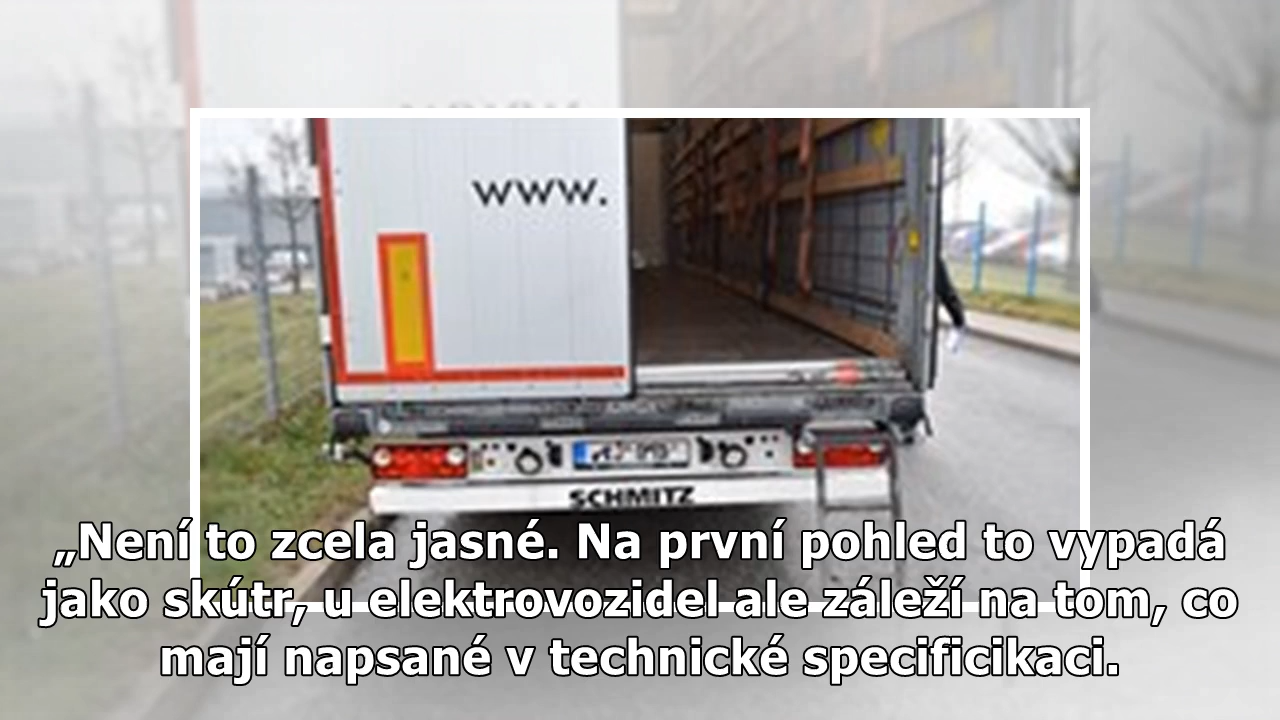 www.
SCHMITZ
„Není to zcela jasné. Na první pohled to vypadá
jako skútr, u elektrovozidel ale záleží na tom, co
mají napsané v technické specificikaci.